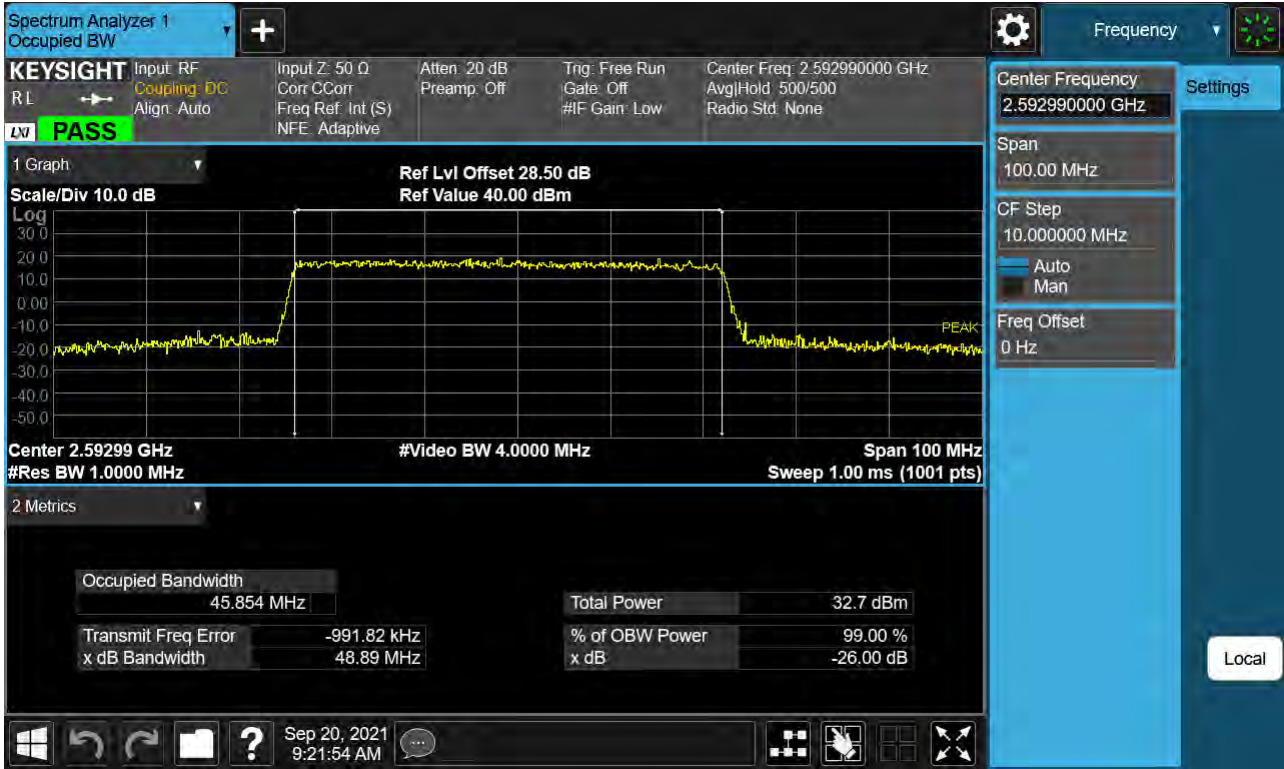 Spectrum Analyzer 1
Occupied BW
Frequency
KEYSIGHT
R L
LXI
PASS
Input: RF
Coupling: DC
Align: Auto
Input Z: 50 Ω
Corr CCorr
Freq Ref: Int (S)
NFE: Adaptive
Atten: 20 dB
Preamp: Off
Trig: Free Run
Gate: Off
#IF Gain: Low
Center Freq: 2.592990000 GHz
Avg|Hold: 500/500
Radio Std: None
Center Frequency
2.592990000 GHz
Settings
Span
100.00 MHz
CF Step
10.000000 MHz
Auto
Man
Freq Offset
0 Hz
Local
1 Graph
Scale/Div 10.0 dB
Ref Lvl Offset 28.50 dB
Ref Value 40.00 dBm
Log
30.0
20.0
10.0
0.00
-10.0
-20.0
-30.0
-40.0
-50.0
PEAK
Center 2.59299 GHz
#Video BW 4.0000 MHz
Span 100 MHz
#Res BW 1.0000 MHz
Sweep 1.00 ms (1001 pts)
2 Metrics
Occupied Bandwidth
45.854 MHz
Total Power 32.7 dBm
Transmit Freq Error -991.82 kHz
% of OBW Power 99.00 %
x dB Bandwidth 48.89 MHz
x dB -26.00 dB
?
Sep 20, 2021
9:21:54 AM